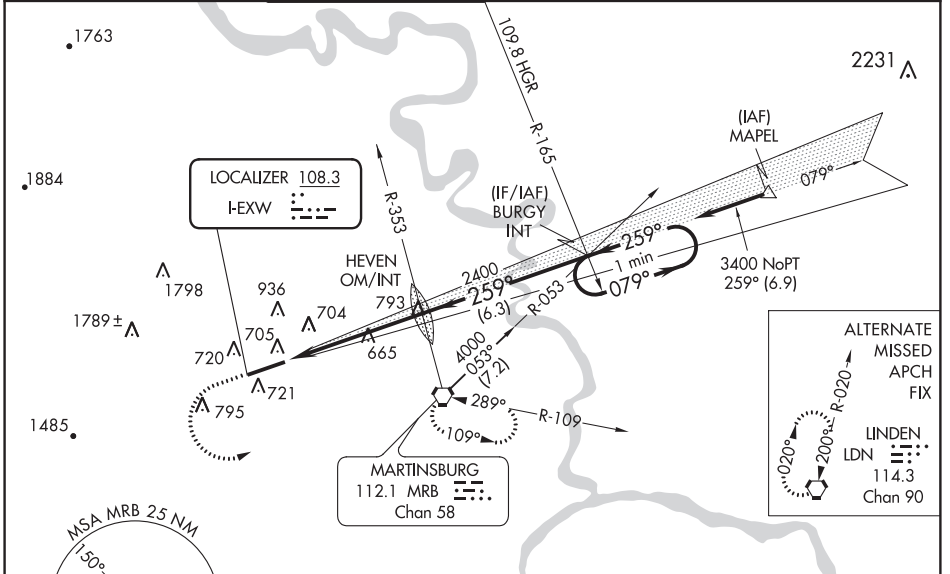 1763
109.8 HGR
R-165
2231
(IAF)
MAPEL
079°
1884
LOCALIZER 108.3
I-EXW
R-353
(IF/IAF)
BURGY
INT
259°
1 min
079°
3400 NoPT
259° (6.9)
HEVEN
OM/INT
2400
259°
(6.3)
R-053
1798
936
793
704
1789 ±
705
720
665
4000
053°
(7.2)
721
795
289°
R-109
109°
1485
MARTINSBURG
112.1 MRB
Chan 58
ALTERNATE
MISSED
APCH
FIX
R-020
020°
200°
LINDEN
LDN
114.3
Chan 90
MSA MRB 25 NM
150°